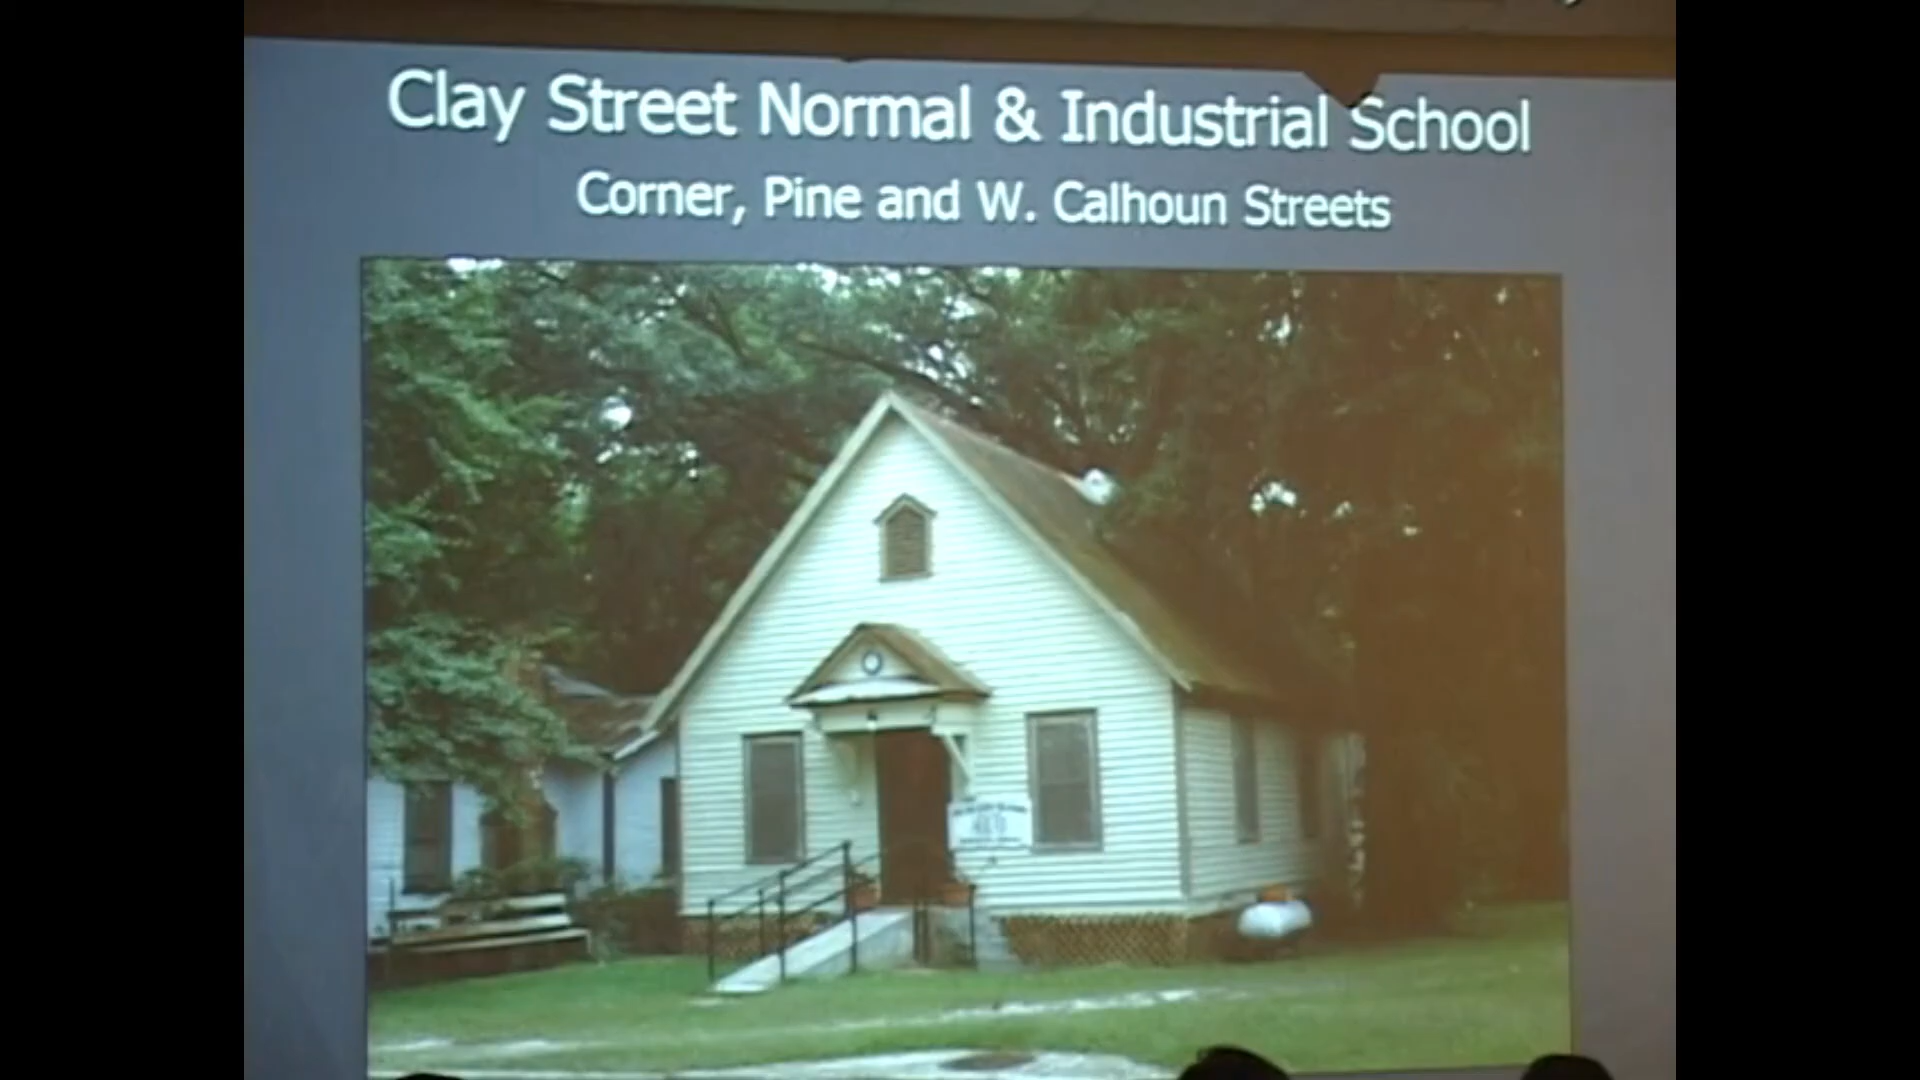 Clay Street Normal & Industrial School
Corner, Pine and W. Calhoun Streets